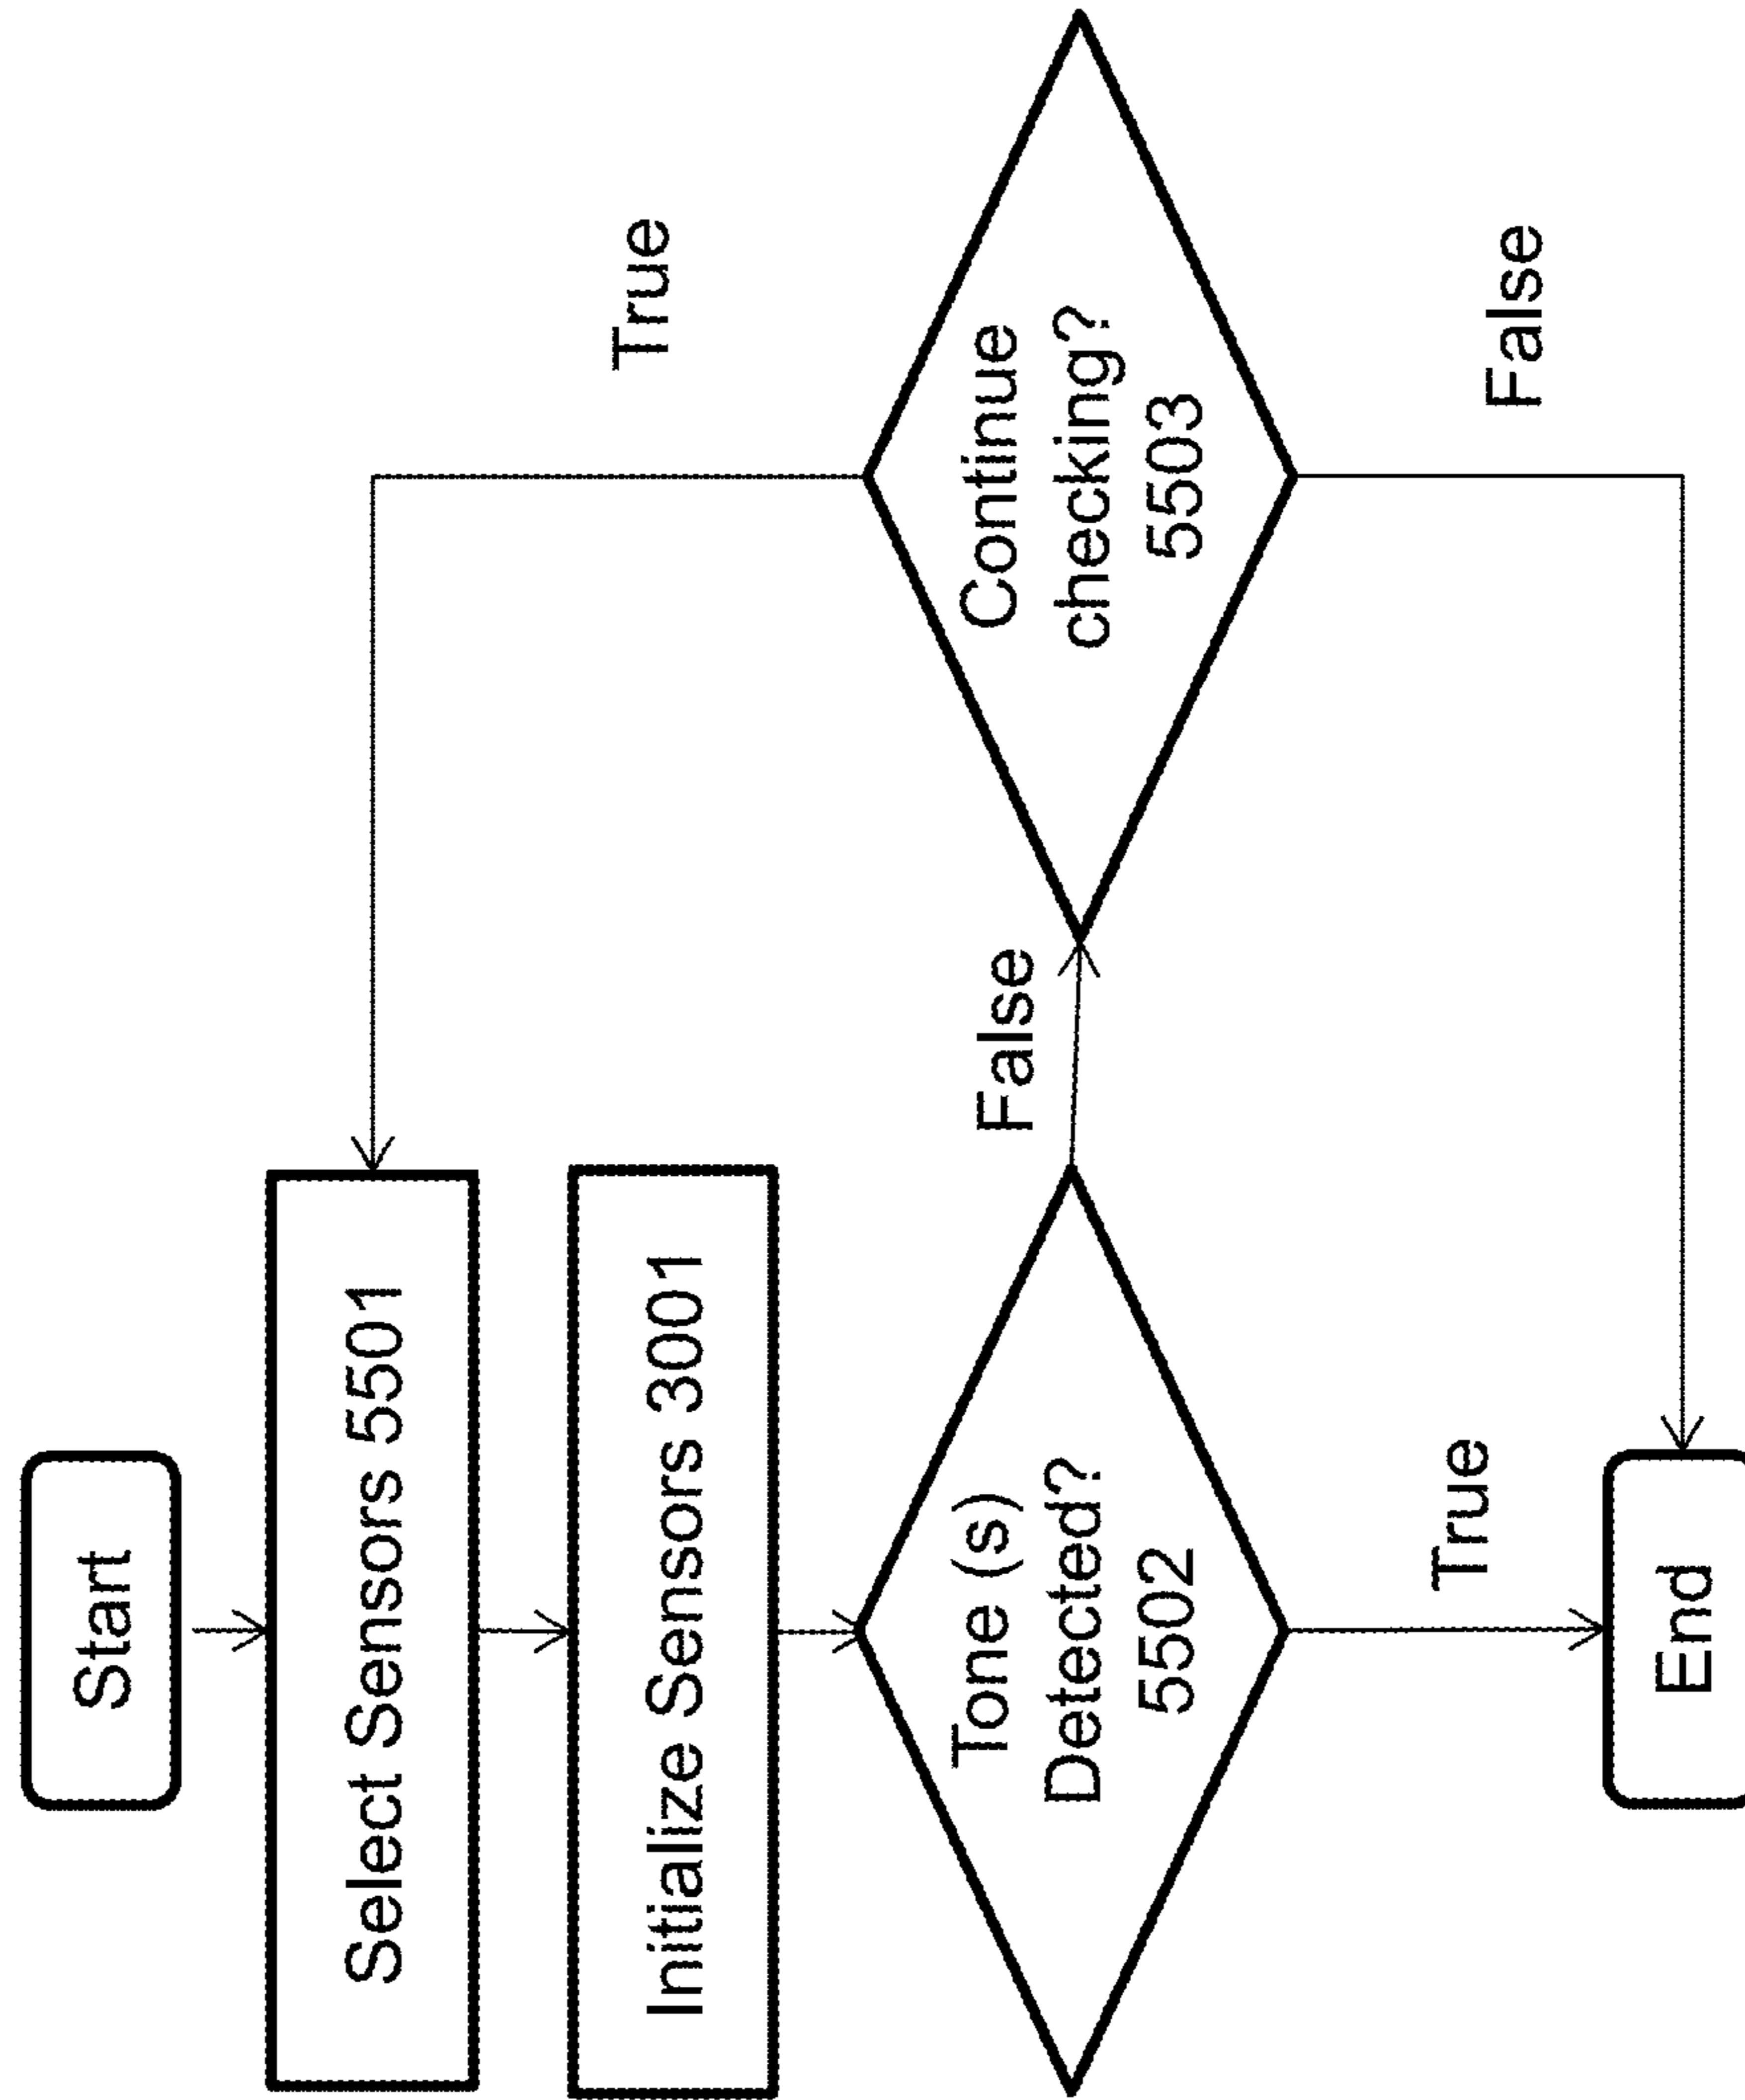 Start
Select Sensors 5501
Initialize Sensors 3001
Tone (s)
Detected?
5502
False
True
End
Continue
checking?
5503
True
False